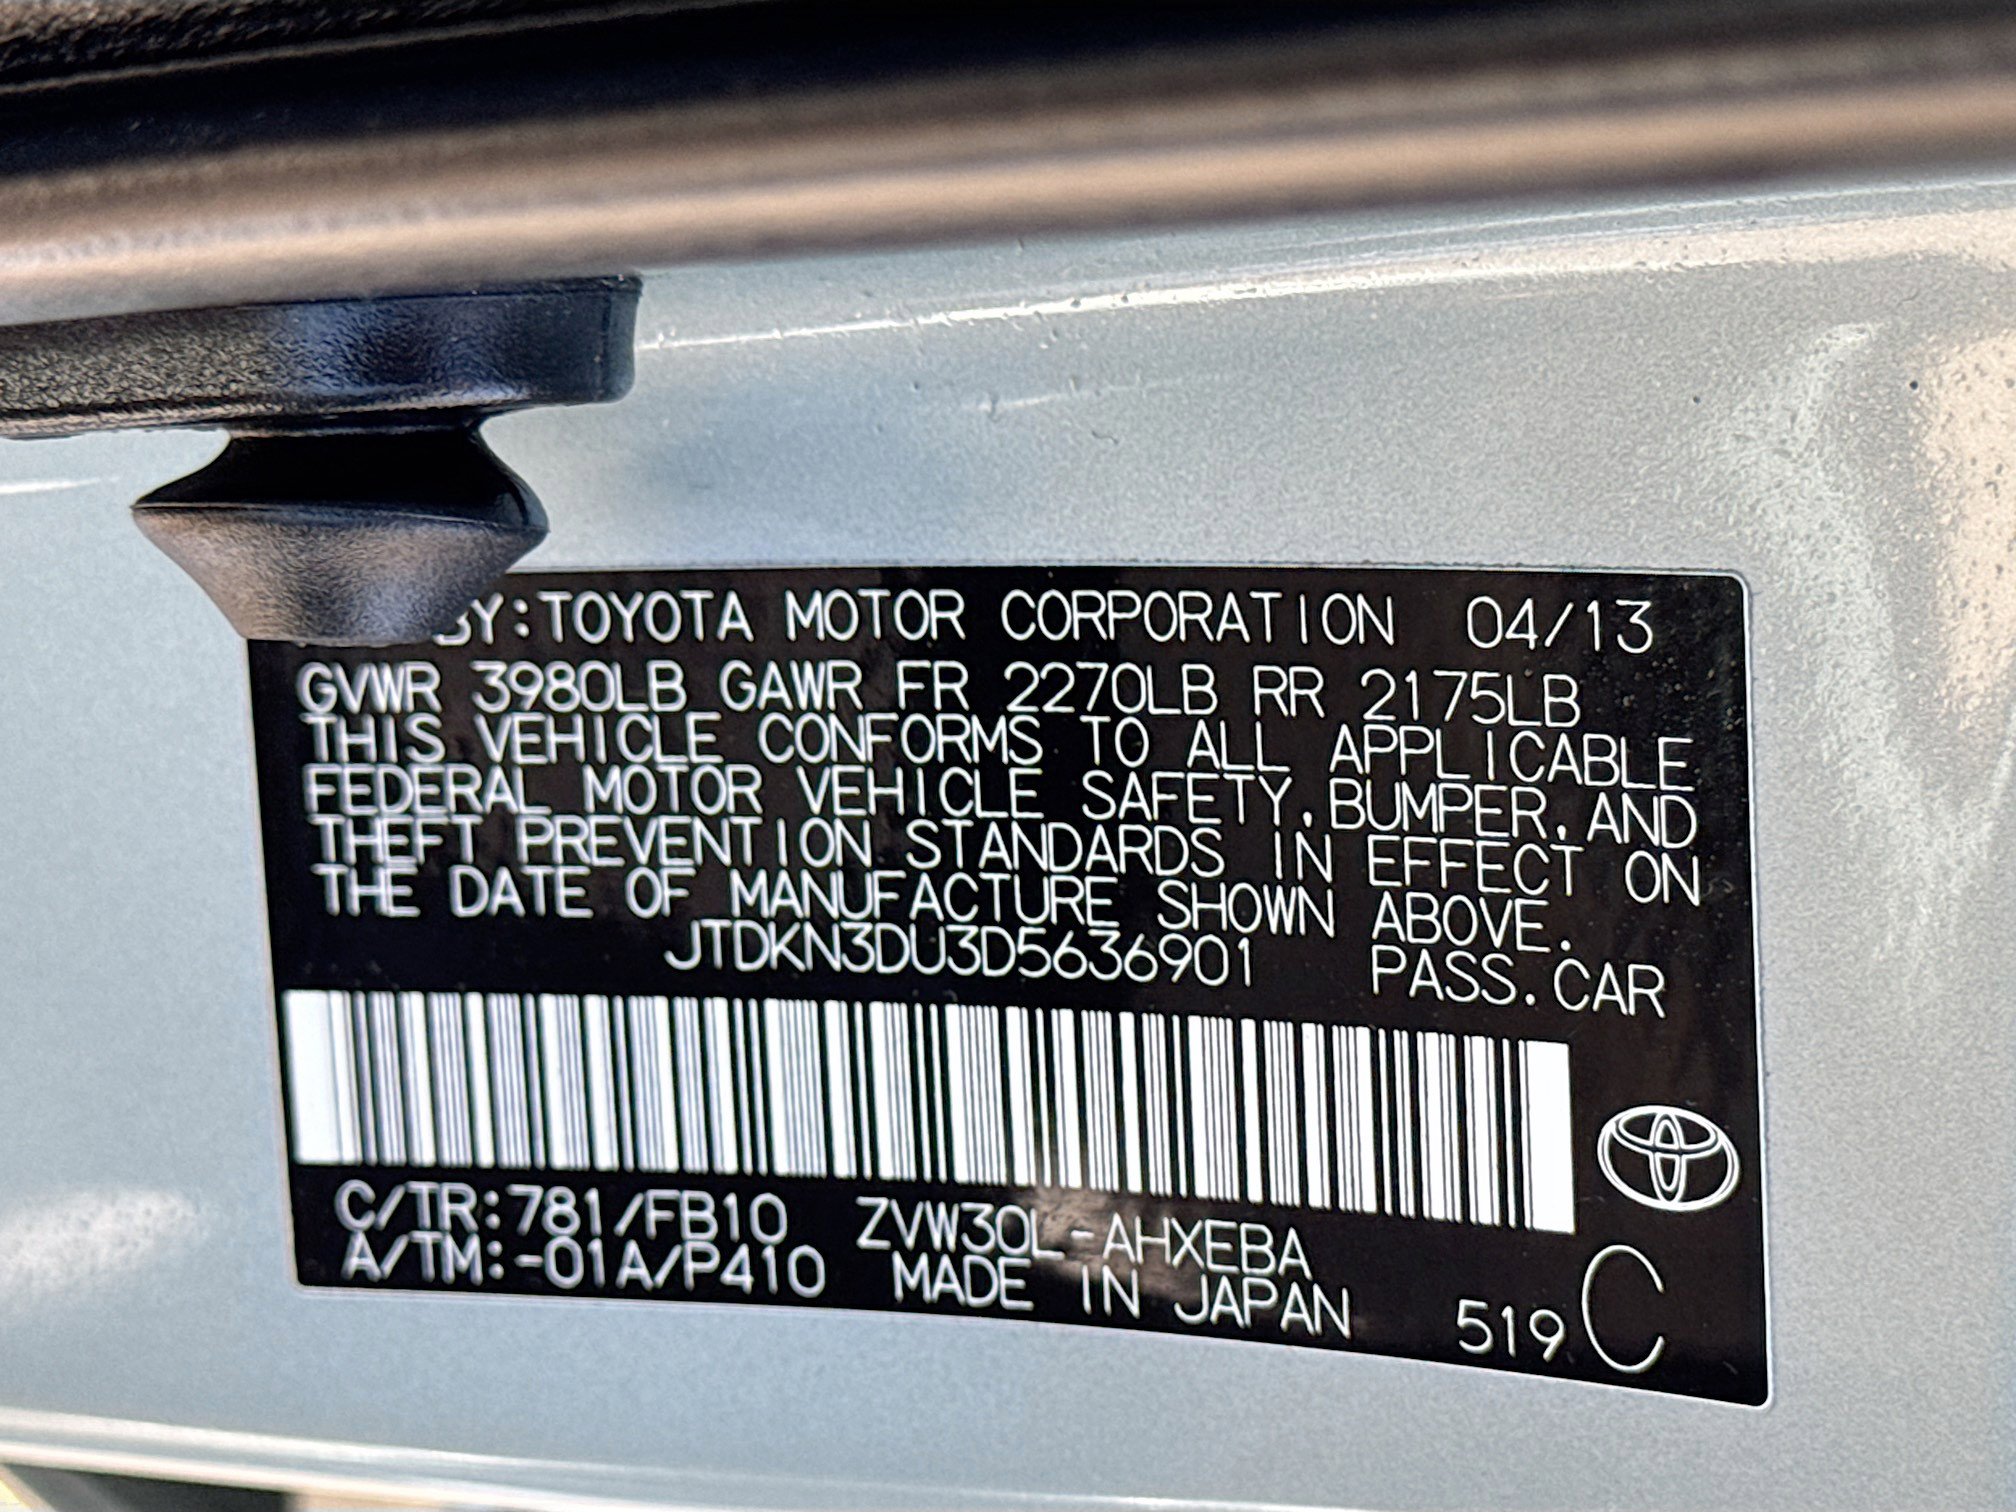 BY:TOYOTA MOTOR CORPORATION 04/13
GVWR 3980LB GAWR FR 2270LB RR 2175LB
THIS VEHICLE CONFORMS TO ALL APPLICABLE
FEDERAL MOTOR VEHICLE SAFETY,BUMPER,AND
THEFT PREVENTION STANDARDS IN EFFECT ON
THE DATE OF MANUFACTURE SHOWN ABOVE.
JTDKN3DU3D5636901 PASS.CAR
C/TR:781/FB10 ZVW30L-AHXEBA
A/TM:-01A/P410 MADE IN JAPAN 519 C